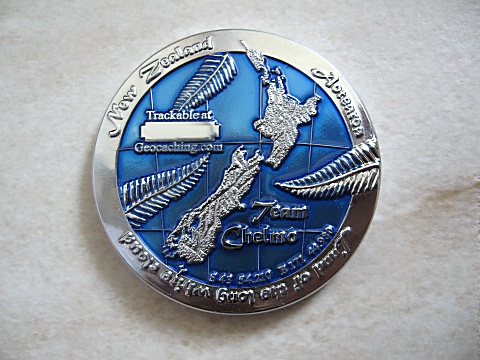 New Zealand
Aotearoa
Trackable at
Geocaching.com
Team
Chelmo
Land of the long white cloud